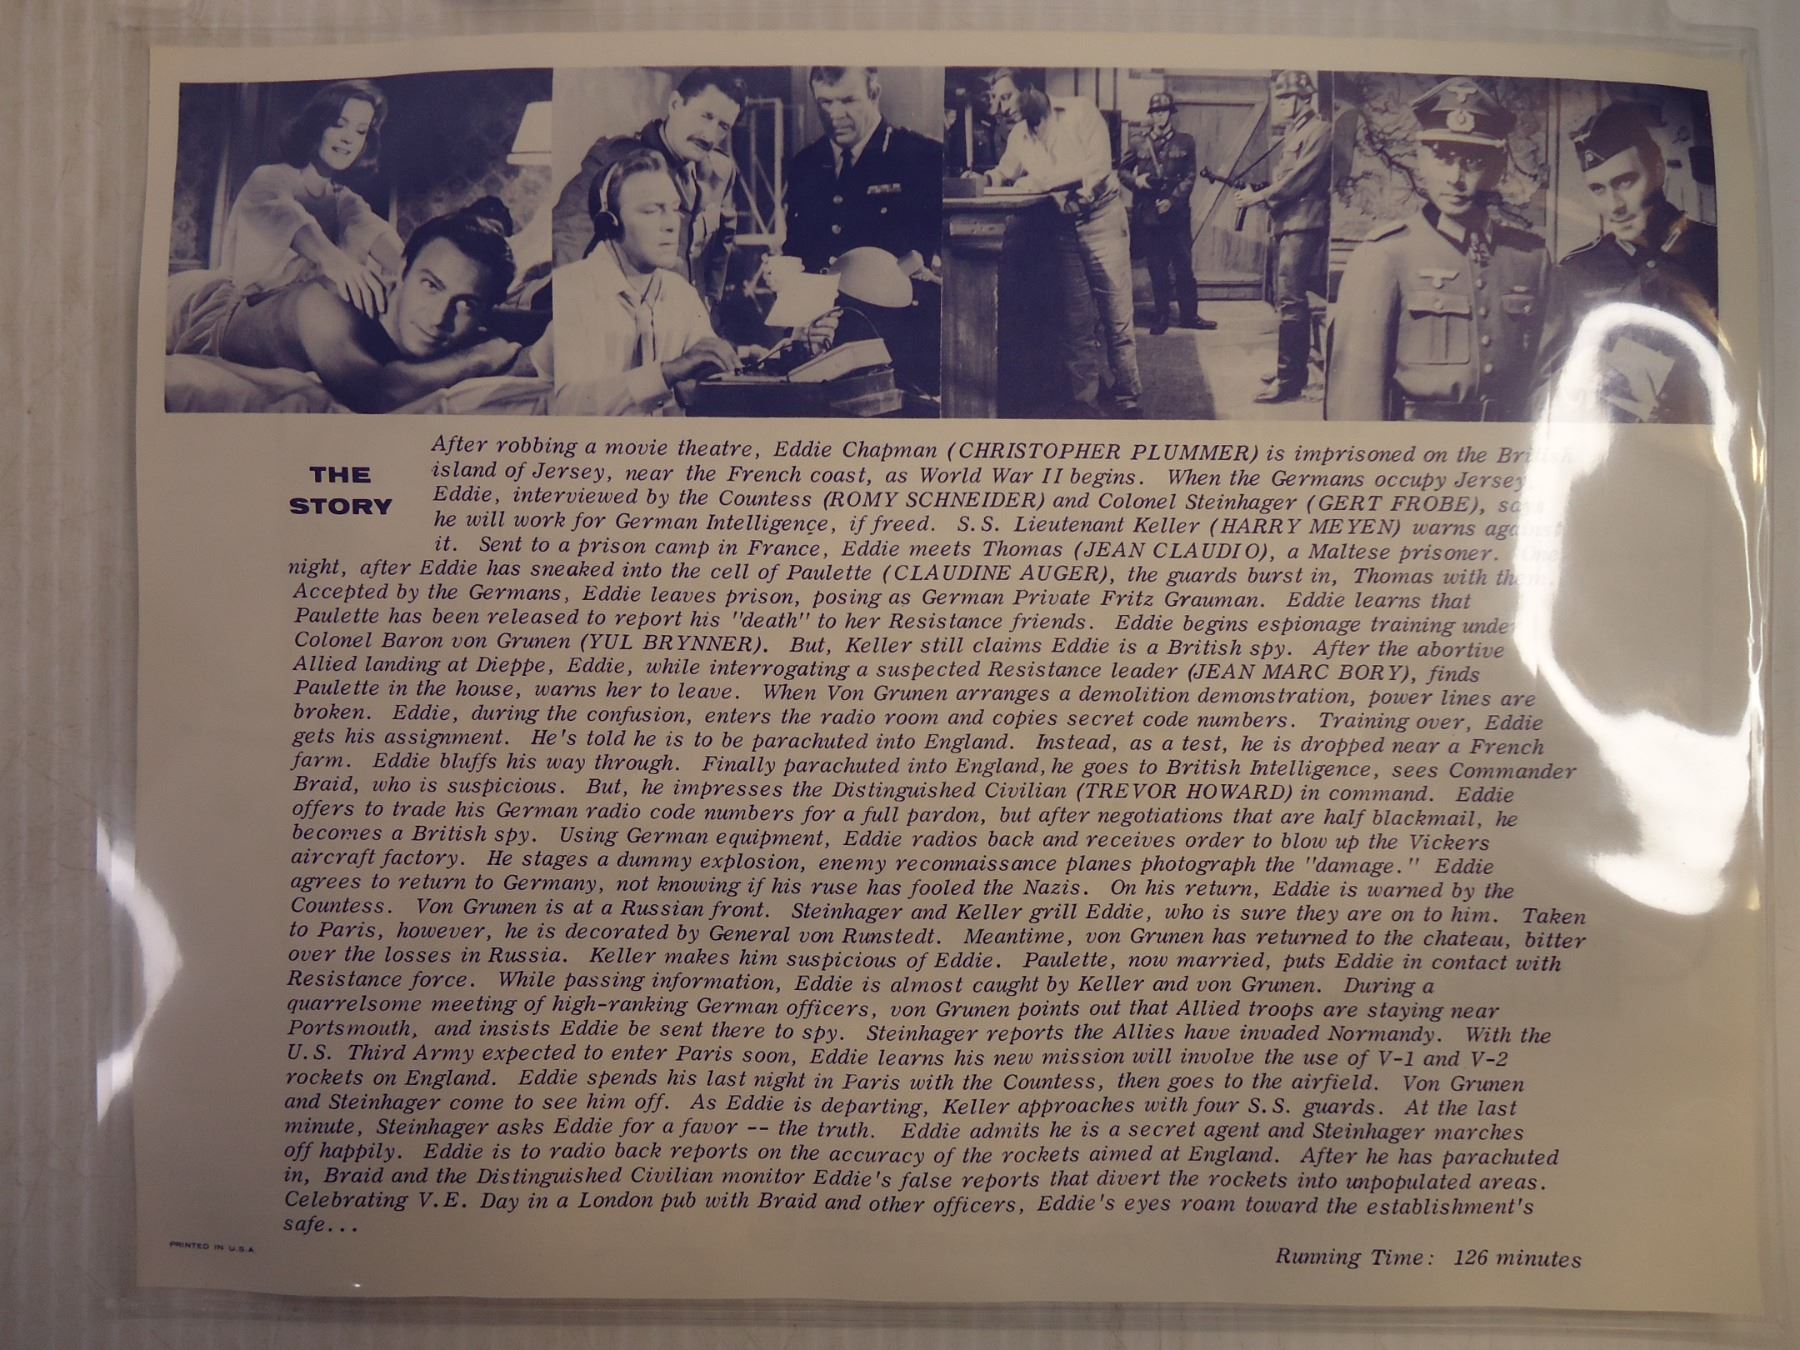 THE
STORY
After robbing a movie theatre, Eddie Chapman (CHRISTOPHER PLUMMER) is imprisoned on the British
island of Jersey, near the French coast, as World War II begins. When the Germans occupy Jersey
Eddie, interviewed by the Countess (ROMY SCHNEIDER) and Colonel Steinhager (GERT FROBE), says
he will work for German Intelligence, if freed. S.S. Lieutenant Keller (HARRY MEYEN) warns against
it. Sent to a prison camp in France, Eddie meets Thomas (JEAN CLAUDIO), a Maltese prisoner. One
night, after Eddie has sneaked into the cell of Paulette (CLAUDINE AUGER), the guards burst in, Thomas with them.
Accepted by the Germans, Eddie leaves prison, posing as German Private Fritz Grauman. Eddie learns that
Paulette has been released to report his "death" to her Resistance friends. Eddie begins espionage training under
Colonel Baron von Grunen (YUL BRYNNER). But, Keller still claims Eddie is a British spy. After the abortive
Allied landing at Dieppe, Eddie, while interrogating a suspected Resistance leader (JEAN MARC BORY), finds
Paulette in the house, warns her to leave. When Von Grunen arranges a demolition demonstration, power lines are
broken. Eddie, during the confusion, enters the radio room and copies secret code numbers. Training over, Eddie
gets his assignment. He's told he is to be parachuted into England. Instead, as a test, he is dropped near a French
farm. Eddie bluffs his way through. Finally parachuted into England, he goes to British Intelligence, sees Commander
Braid, who is suspicious. But, he impresses the Distinguished Civilian (TREVOR HOWARD) in command. Eddie
offers to trade his German radio code numbers for a full pardon, but after negotiations that are half blackmail, he
becomes a British spy. Using German equipment, Eddie radios back and receives order to blow up the Vickers
aircraft factory. He stages a dummy explosion, enemy reconnaissance planes photograph the "damage." Eddie
agrees to return to Germany, not knowing if his ruse has fooled the Nazis. On his return, Eddie is warned by the
Countess. Von Grunen is at a Russian front. Steinhager and Keller grill Eddie, who is sure they are on to him. Taken
to Paris, however, he is decorated by General von Runstedt. Meantime, von Grunen has returned to the chateau, bitter
over the losses in Russia. Keller makes him suspicious of Eddie. Paulette, now married, puts Eddie in contact with
Resistance force. While passing information, Eddie is almost caught by Keller and von Grunen. During a
quarrelsome meeting of high-ranking German officers, von Grunen points out that Allied troops are staying near
Portsmouth, and insists Eddie be sent there to spy. Steinhager reports the Allies have invaded Normandy. With the
U.S. Third Army expected to enter Paris soon, Eddie learns his new mission will involve the use of V-1 and V-2
rockets on England. Eddie spends his last night in Paris with the Countess, then goes to the airfield. Von Grunen
and Steinhager come to see him off. As Eddie is departing, Keller approaches with four S.S. guards. At the last
minute, Steinhager asks Eddie for a favor -- the truth. Eddie admits he is a secret agent and Steinhager marches
off happily. Eddie is to radio back reports on the accuracy of the rockets aimed at England. After he has parachuted
in, Braid and the Distinguished Civilian monitor Eddie's false reports that divert the rockets into unpopulated areas.
Celebrating V.E. Day in a London pub with Braid and other officers, Eddie's eyes roam toward the establishment's
safe...
PRINTED IN U.S.A.
Running Time: 126 minutes